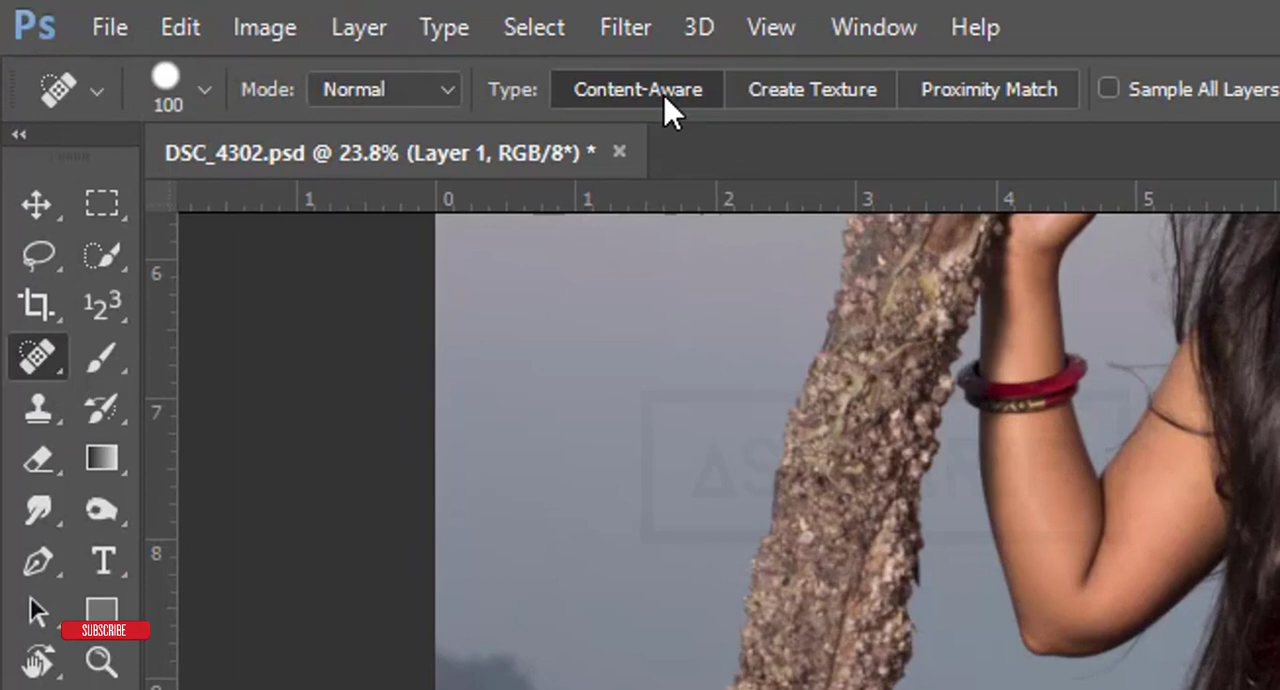 Ps File Edit Image Layer Type Select Filter 3D View Window Help
100 Mode: Normal Type: Content-Aware Create Texture Proximity Match Sample All Layers
DSC_4302.psd @ 23.8% (Layer 1, RGB/8*) * ×
1 0 1 2 3 4 5
6
7
8
SUBSCRIBE